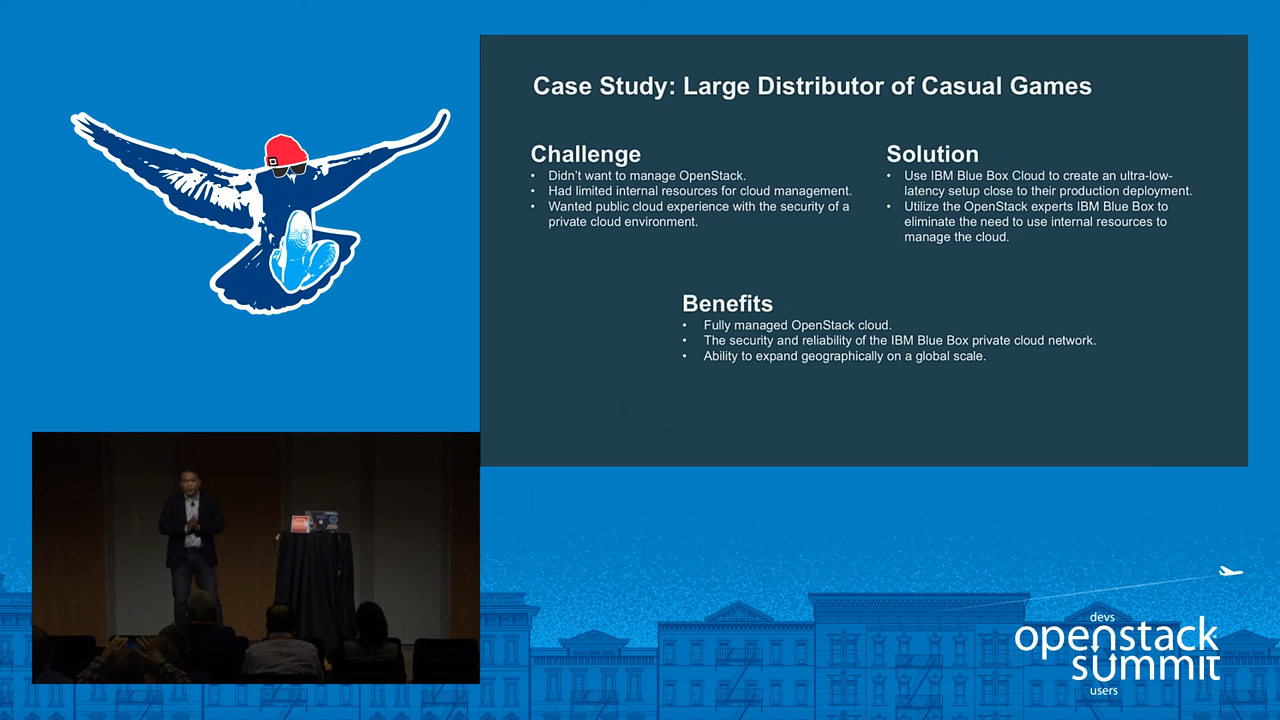 Case Study: Large Distributor of Casual Games
Challenge
• Didn't want to manage OpenStack.
• Had limited internal resources for cloud management.
• Wanted public cloud experience with the security of a
private cloud environment.
Solution
• Use IBM Blue Box Cloud to create an ultra-low-
latency setup close to their production deployment.
• Utilize the OpenStack experts IBM Blue Box to
eliminate the need to use internal resources to
manage the cloud.
Benefits
• Fully managed OpenStack cloud.
• The security and reliability of the IBM Blue Box private cloud network.
• Ability to expand geographically on a global scale.
devs
openstack
summit
users